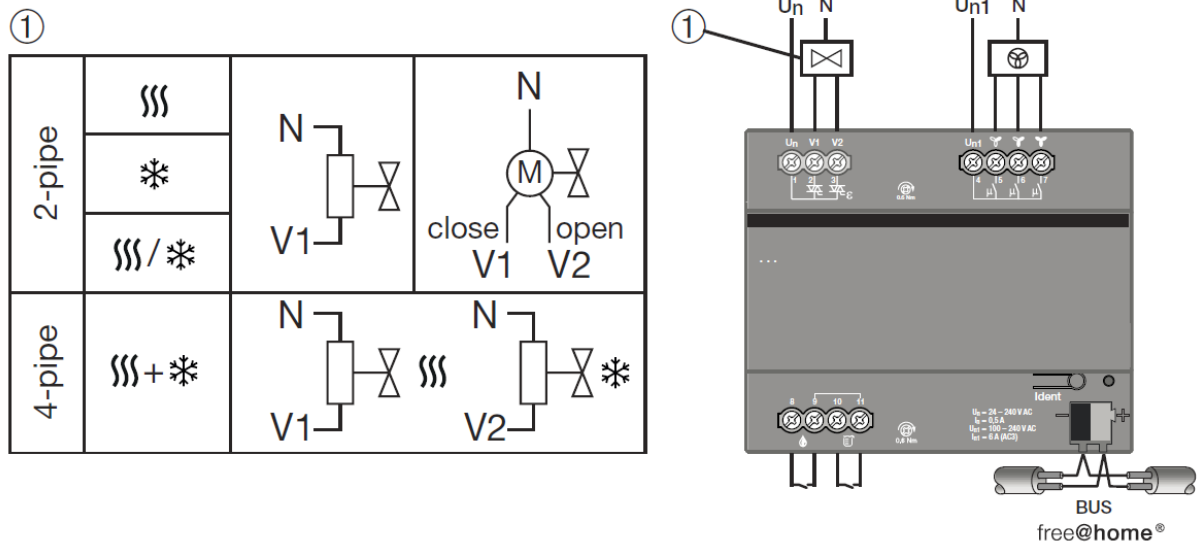 ①
2-pipe
N
V1
N
M
close
open
V1
V2
4-pipe
+
N
V1
N
V2
①
Un N
Un1 N
Un V1 V2
Un1
1 2 3
4 5 6 7
µ µ µ
ε
0,6 Nm
...
8 9 10 11
0,6 Nm
Ident
Un = 24 – 240 V AC
In = 0,5 A
Un1 = 100 – 240 V AC
In1 = 6 A (AC3)
– +
BUS
free@home®